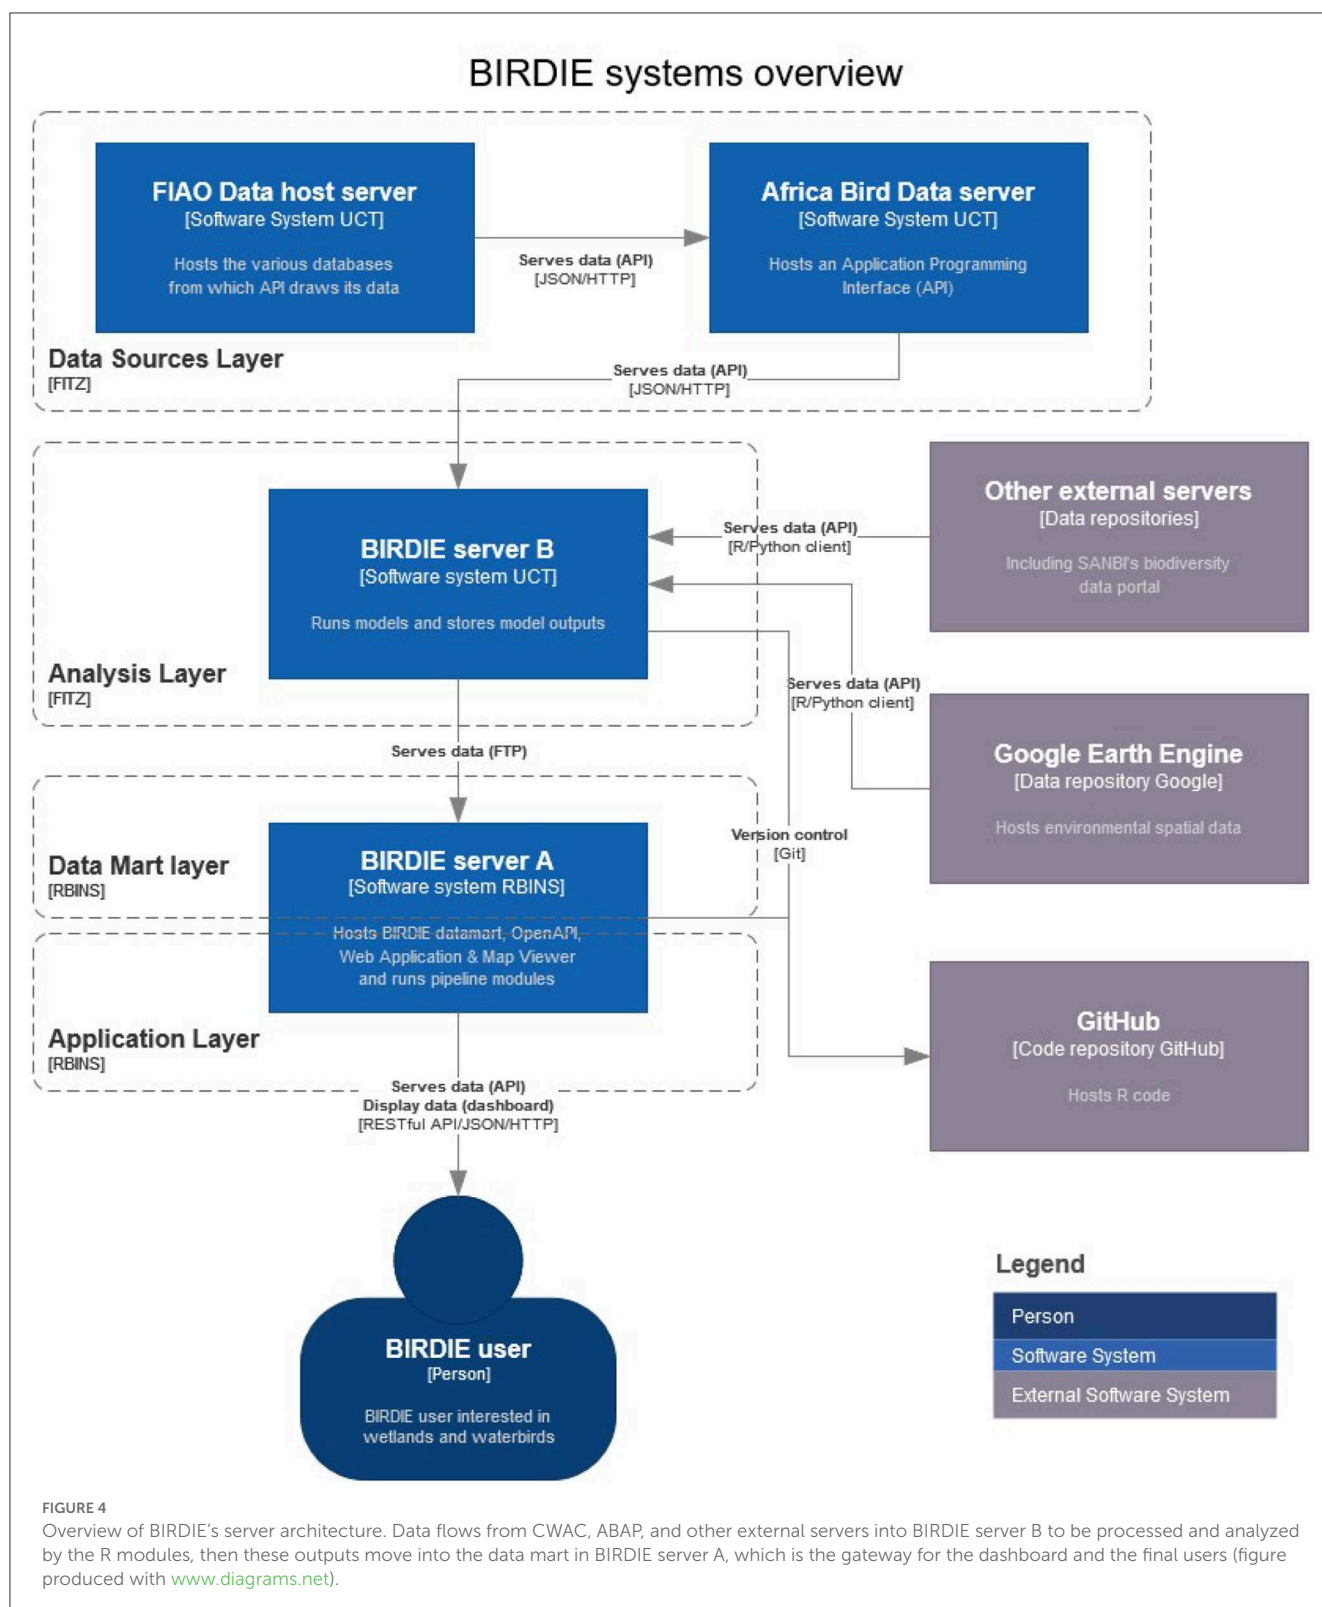 BIRDIE systems overview
FIAO Data host server
[Software System UCT]
Hosts the various databases
from which API draws its data
Serves data (API)
[JSON/HTTP]
Africa Bird Data server
[Software System UCT]
Hosts an Application Programming
Interface (API)
Data Sources Layer
[FITZ]
Serves data (API)
[JSON/HTTP]
BIRDIE server B
[Software system UCT]
Runs models and stores model outputs
Analysis Layer
[FITZ]
Serves data (API)
[R/Python client]
Other external servers
[Data repositories]
Including SANBI's biodiversity
data portal
Serves data (API)
[R/Python client]
Google Earth Engine
[Data repository Google]
Hosts environmental spatial data
Serves data (FTP)
Version control
[Git]
Data Mart layer
[RBINS]
BIRDIE server A
[Software system RBINS]
Hosts BIRDIE datamart, OpenAPI,
Web Application & Map Viewer
and runs pipeline modules
Application Layer
[RBINS]
GitHub
[Code repository GitHub]
Hosts R code
Serves data (API)
Display data (dashboard)
[RESTful API/JSON/HTTP]
BIRDIE user
[Person]
BIRDIE user interested in
wetlands and waterbirds
Legend
Person
Software System
External Software System
FIGURE 4
Overview of BIRDIE's server architecture. Data flows from CWAC, ABAP, and other external servers into BIRDIE server B to be processed and analyzed
by the R modules, then these outputs move into the data mart in BIRDIE server A, which is the gateway for the dashboard and the final users (figure
produced with www.diagrams.net).